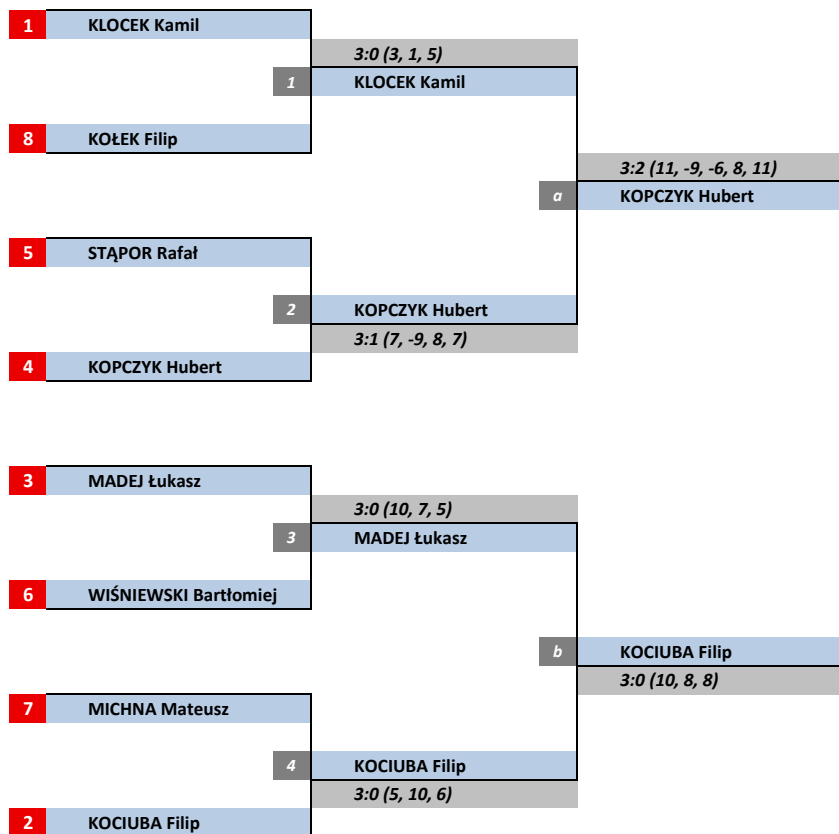 1 KLOCEK Kamil
3:0 (3, 1, 5)
1 KLOCEK Kamil
8 KOŁEK Filip
3:2 (11, -9, -6, 8, 11)
a KOPCZYK Hubert
5 STĄPOR Rafał
2 KOPCZYK Hubert
3:1 (7, -9, 8, 7)
4 KOPCZYK Hubert
3 MADEJ Łukasz
3:0 (10, 7, 5)
3 MADEJ Łukasz
6 WIŚNIEWSKI Bartłomiej
b KOCIUBA Filip
3:0 (10, 8, 8)
7 MICHNA Mateusz
4 KOCIUBA Filip
3:0 (5, 10, 6)
2 KOCIUBA Filip